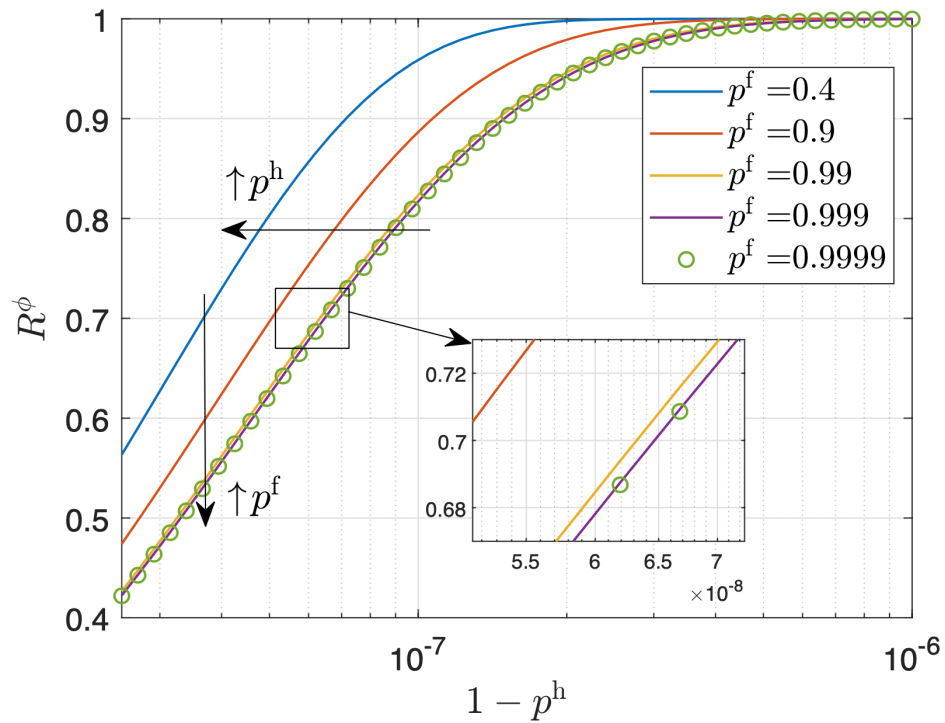 1
0.9
0.8
0.7
0.6
0.5
0.4
R^ϕ
p^f =0.4
p^f =0.9
p^f =0.99
p^f =0.999
p^f =0.9999
↑p^h
↑p^f
0.72
0.7
0.68
5.5 6 6.5 7
×10^-8
10^-7 10^-6
1 − p^h